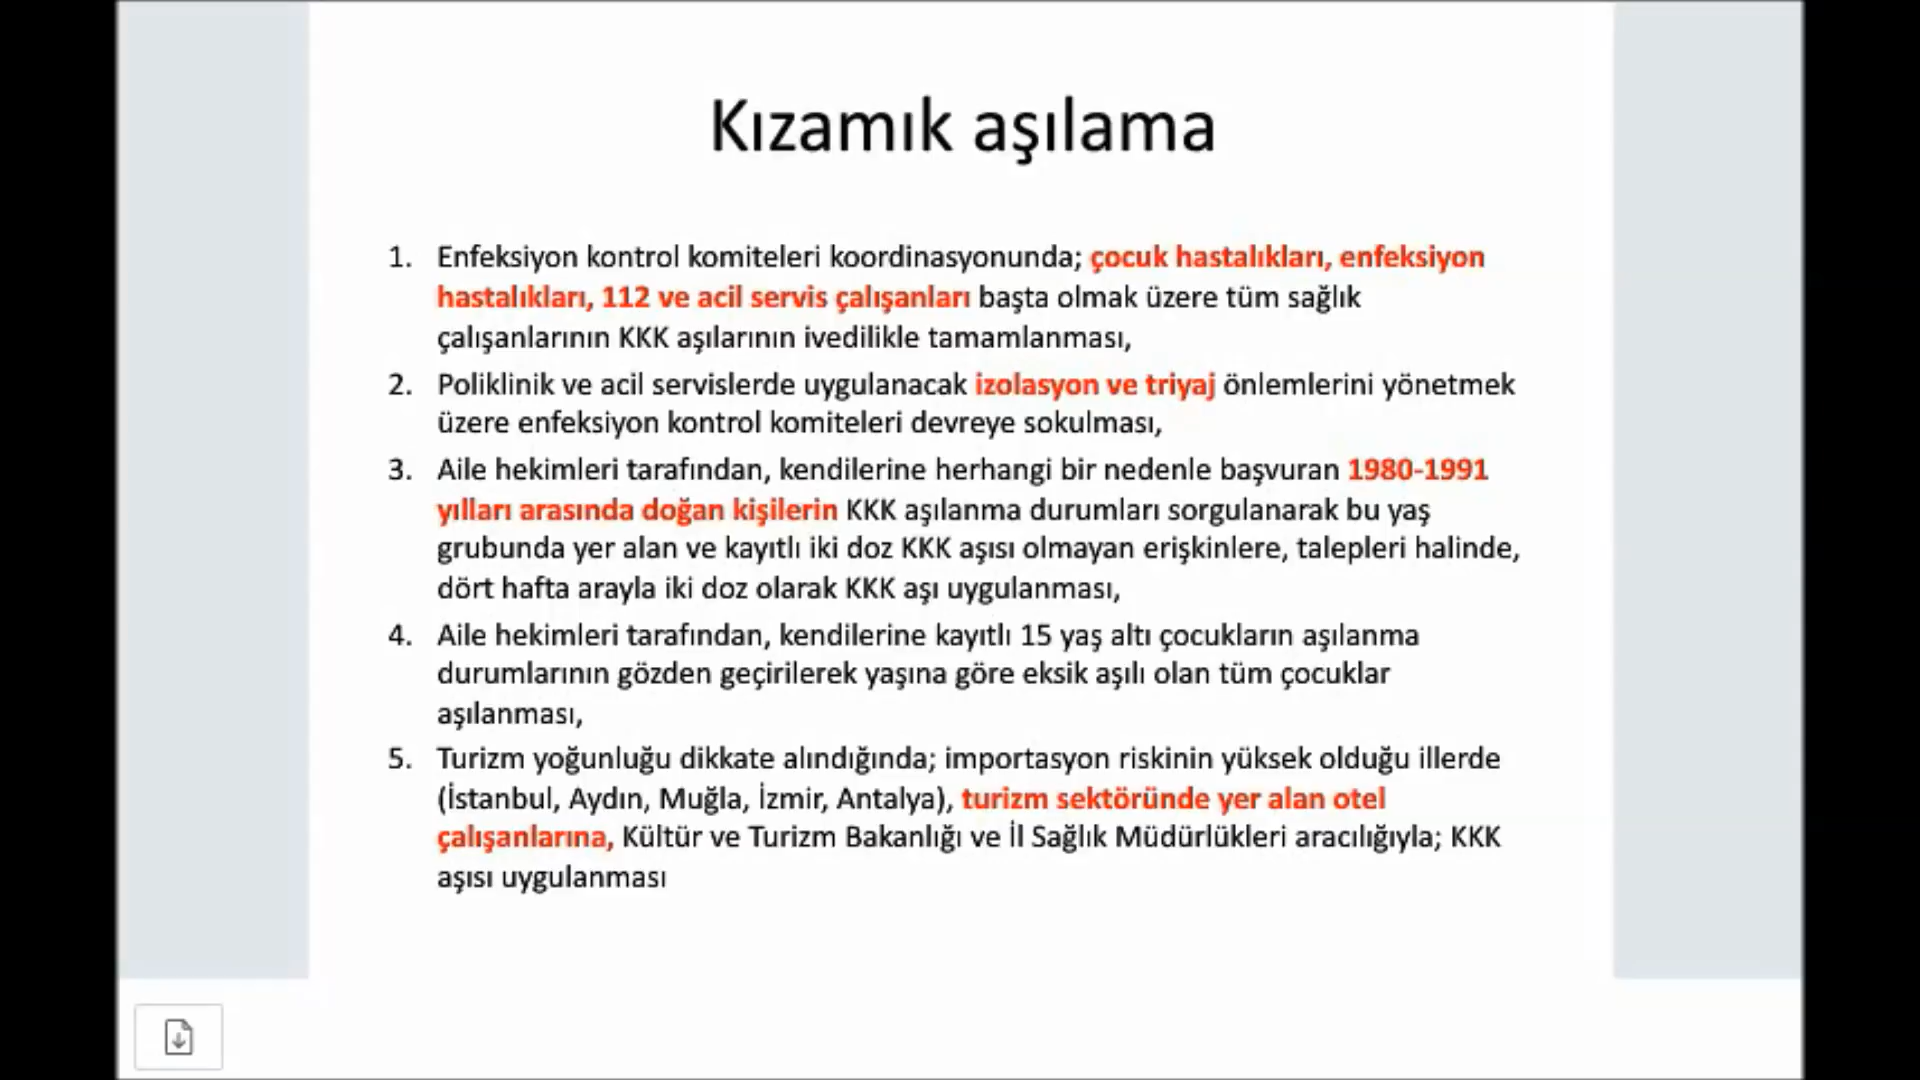 Kızamık aşılama
1. Enfeksiyon kontrol komiteleri koordinasyonunda; çocuk hastalıkları, enfeksiyon
hastalıkları, 112 ve acil servis çalışanları başta olmak üzere tüm sağlık
çalışanlarının KKK aşılarının ivedilikle tamamlanması,
2. Poliklinik ve acil servislerde uygulanacak izolasyon ve triyaj önlemlerini yönetmek
üzere enfeksiyon kontrol komiteleri devreye sokulması,
3. Aile hekimleri tarafından, kendilerine herhangi bir nedenle başvuran 1980-1991
yılları arasında doğan kişilerin KKK aşılanma durumları sorgulanarak bu yaş
grubunda yer alan ve kayıtlı iki doz KKK aşısı olmayan erişkinlere, talepleri halinde,
dört hafta arayla iki doz olarak KKK aşı uygulanması,
4. Aile hekimleri tarafından, kendilerine kayıtlı 15 yaş altı çocukların aşılanma
durumlarının gözden geçirilerek yaşına göre eksik aşılı olan tüm çocuklar
aşılanması,
5. Turizm yoğunluğu dikkate alındığında; importasyon riskinin yüksek olduğu illerde
(İstanbul, Aydın, Muğla, İzmir, Antalya), turizm sektöründe yer alan otel
çalışanlarına, Kültür ve Turizm Bakanlığı ve İl Sağlık Müdürlükleri aracılığıyla; KKK
aşısı uygulanması